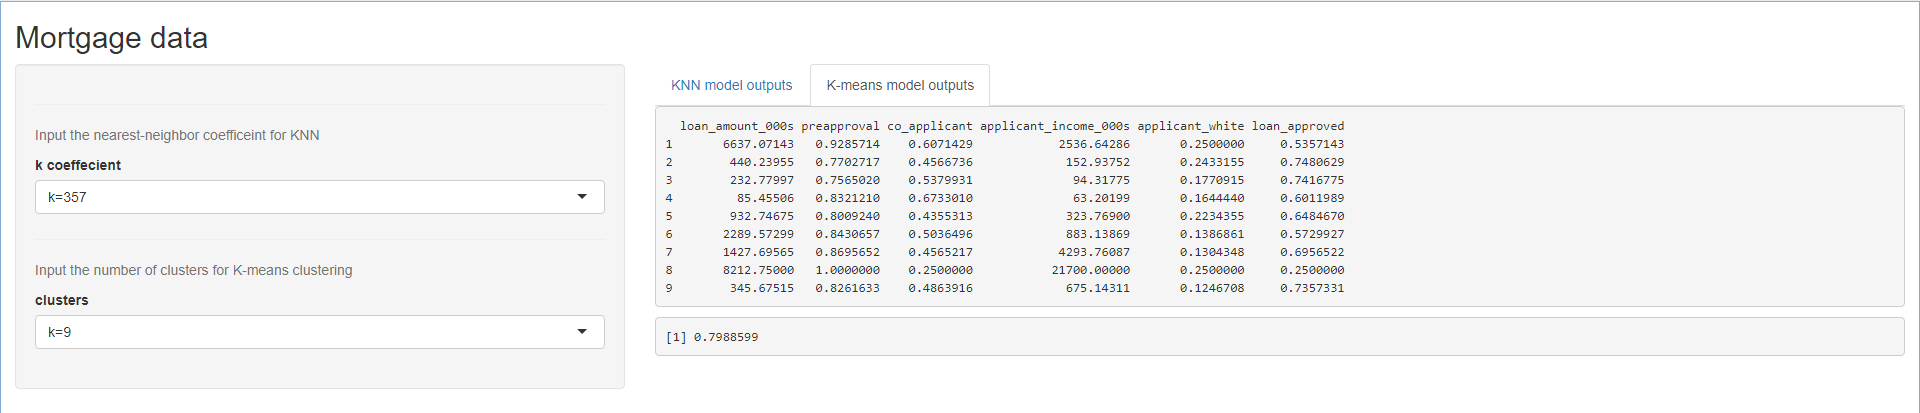 Mortgage data
Input the nearest-neighbor coefficeint for KNN
k coeffecient
k=357
Input the number of clusters for K-means clustering
clusters
k=9
KNN model outputs K-means model outputs
loan_amount_000s preapproval co_applicant applicant_income_000s applicant_white loan_approved
1 6637.07143 0.9285714 0.6071429 2536.64286 0.2500000 0.5357143
2 440.23955 0.7702717 0.4566736 152.93752 0.2433155 0.7480629
3 232.77997 0.7565020 0.5379931 94.31775 0.1770915 0.7416775
4 85.45506 0.8321210 0.6733010 63.20199 0.1644440 0.6011989
5 932.74675 0.8009240 0.4355313 323.76900 0.2234355 0.6484670
6 2289.57299 0.8430657 0.5036496 883.13869 0.1386861 0.5729927
7 1427.69565 0.8695652 0.4565217 4293.76087 0.1304348 0.6956522
8 8212.75000 1.0000000 0.2500000 21700.00000 0.2500000 0.2500000
9 345.67515 0.8261633 0.4863916 675.14311 0.1246708 0.7357331
[1] 0.7988599